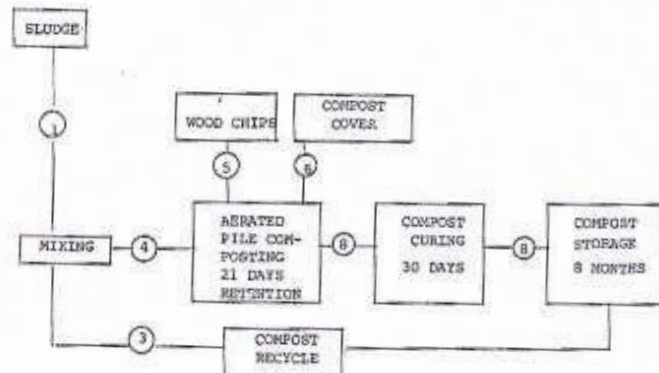 SLUDGE
1
WOOD CHIPS
COMPOST
COVER
5
6
MIXING
4
AERATED
PILE COM-
POSTING
21 DAYS
RETENTION
8
COMPOST
CURING
30 DAYS
8
COMPOST
STORAGE
8 MONTHS
3
COMPOST
RECYCLE